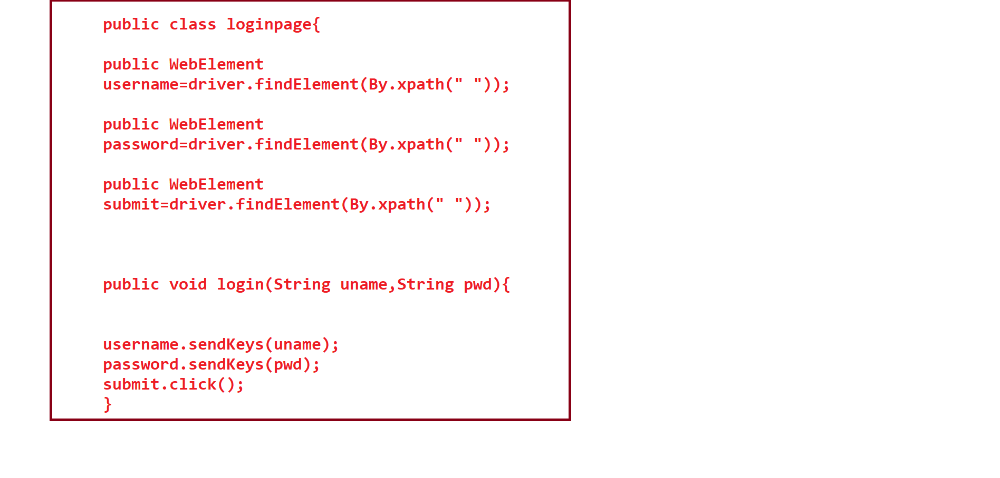 public class loginpage{
public WebElement
username=driver.findElement(By.xpath(" "));
public WebElement
password=driver.findElement(By.xpath(" "));
public WebElement
submit=driver.findElement(By.xpath(" "));
public void login(String uname,String pwd){
username.sendKeys(uname);
password.sendKeys(pwd);
submit.click();
}